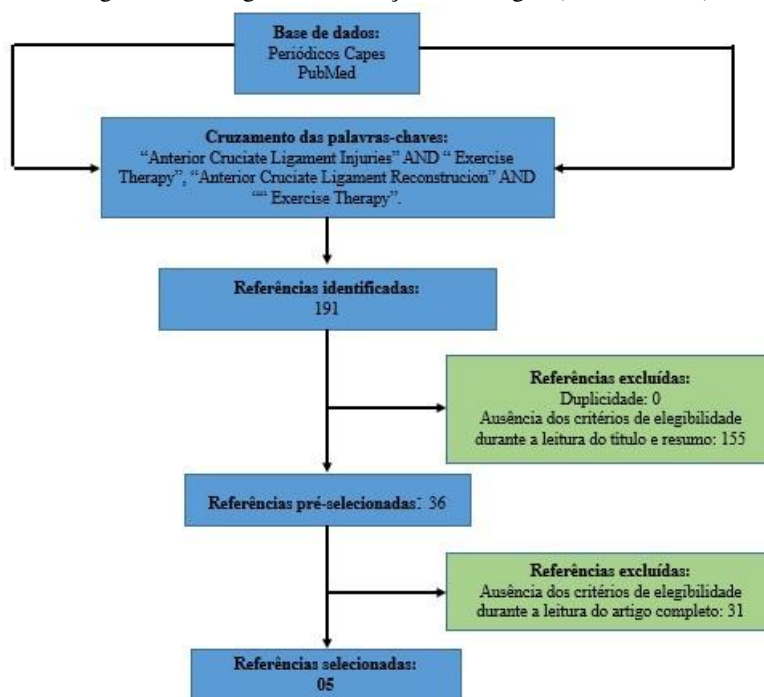 Base de dados:
Periódicos Capes
PubMed
Cruzamento das palavras-chaves:
“Anterior Cruciate Ligament Injuries” AND “ Exercise
Therapy”, “Anterior Cruciate Ligament Reconstrucion” AND
““ Exercise Therapy”.
Referências identificadas:
191
Referências excluídas:
Duplicidade: 0
Ausência dos critérios de elegibilidade
durante a leitura do título e resumo: 155
Referências pré-selecionadas: 36
Referências excluídas:
Ausência dos critérios de elegibilidade
durante a leitura do artigo completo: 31
Referências selecionadas:
05